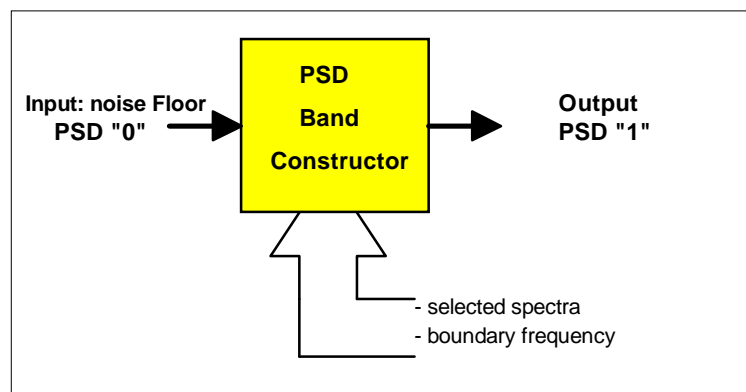 Input: noise Floor
PSD "0"
PSD
Band
Constructor
Output
PSD "1"
- selected spectra
- boundary frequency